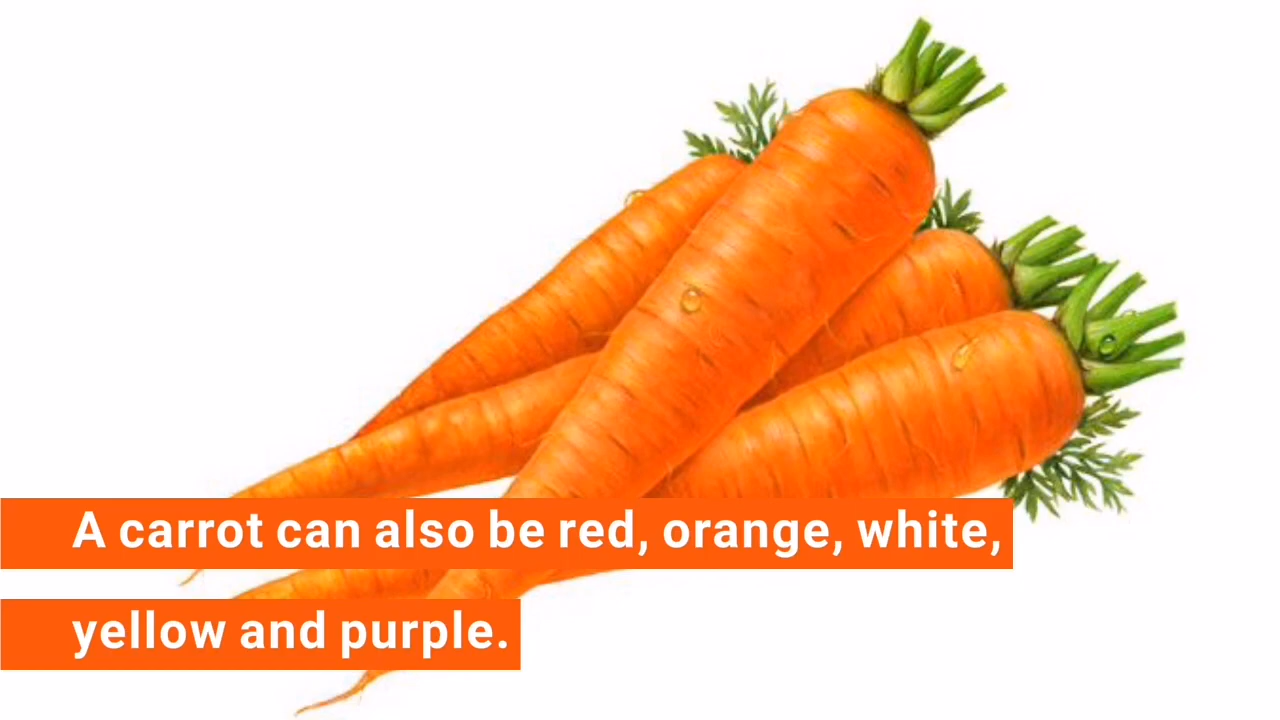 A carrot can also be red, orange, white,
yellow and purple.